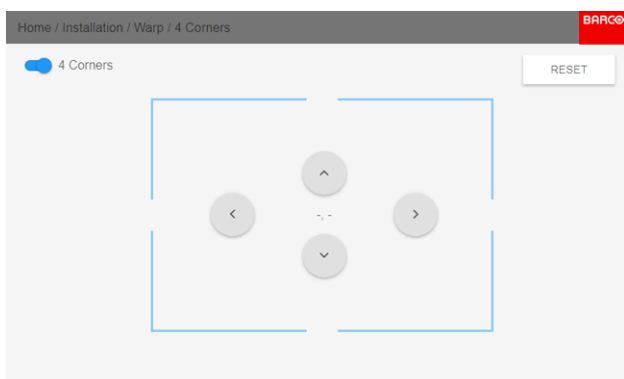 Home / Installation / Warp / 4 Corners
BARCO
4 Corners
RESET
-, -